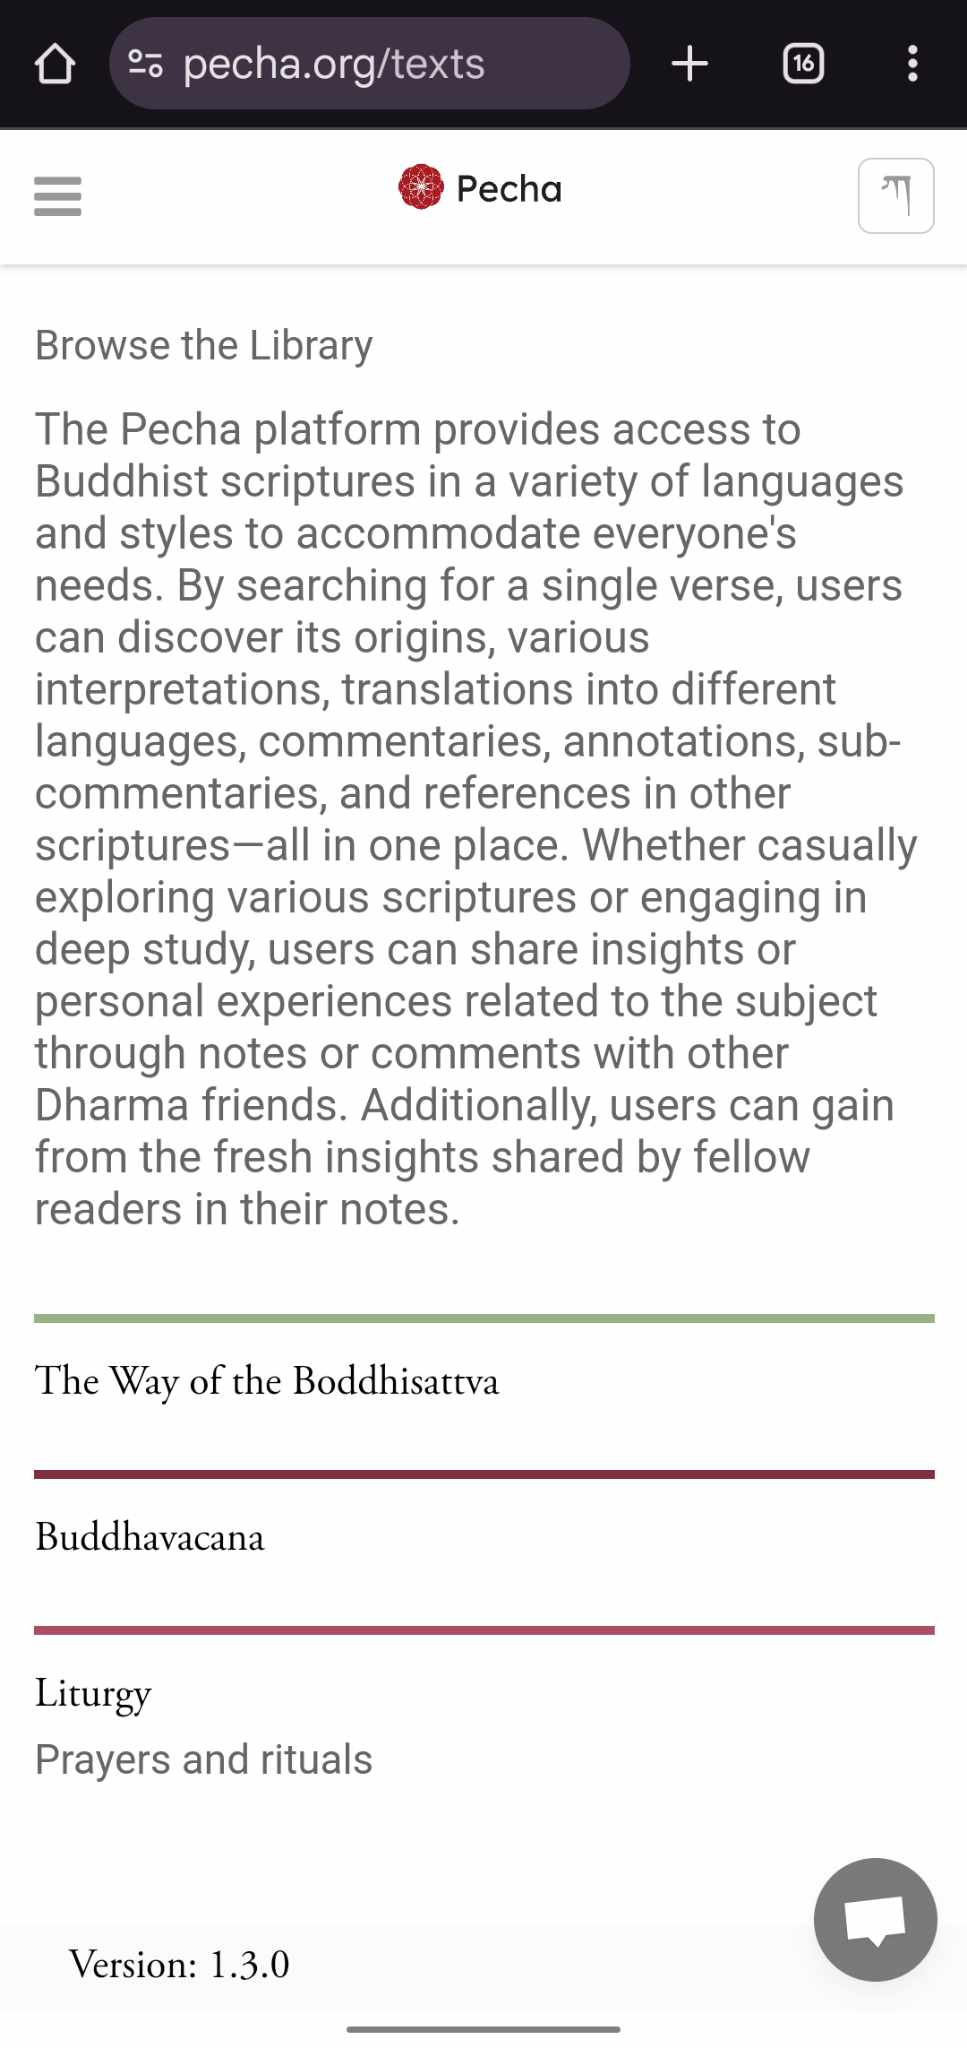 pecha.org/texts
16
Pecha
ཀ
Browse the Library
The Pecha platform provides access to
Buddhist scriptures in a variety of languages
and styles to accommodate everyone's
needs. By searching for a single verse, users
can discover its origins, various
interpretations, translations into different
languages, commentaries, annotations, sub-
commentaries, and references in other
scriptures—all in one place. Whether casually
exploring various scriptures or engaging in
deep study, users can share insights or
personal experiences related to the subject
through notes or comments with other
Dharma friends. Additionally, users can gain
from the fresh insights shared by fellow
readers in their notes.
The Way of the Boddhisattva
Buddhavacana
Liturgy
Prayers and rituals
Version: 1.3.0